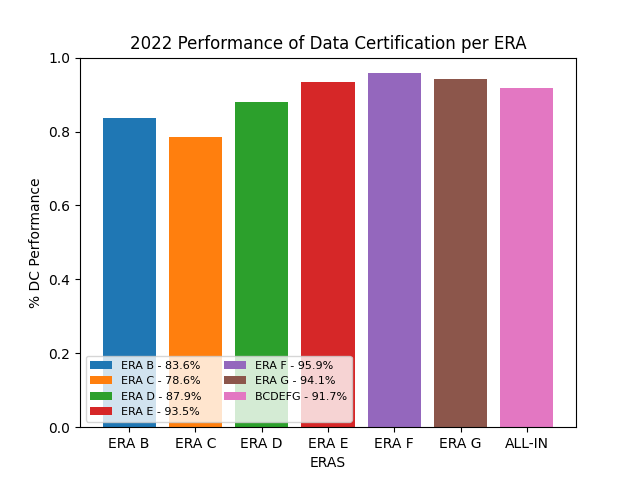 2022 Performance of Data Certification per ERA
% DC Performance
1.0
0.8
0.6
0.4
0.2
0.0
ERA B - 83.6%
ERA C - 78.6%
ERA D - 87.9%
ERA E - 93.5%
ERA F - 95.9%
ERA G - 94.1%
BCDEFG - 91.7%
ERA B ERA C ERA D ERA E ERA F ERA G ALL-IN
ERAS